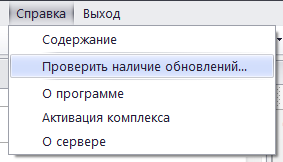 Справка Выход
Содержание
Проверить наличие обновлений...
О программе
Активация комплекса
О сервере